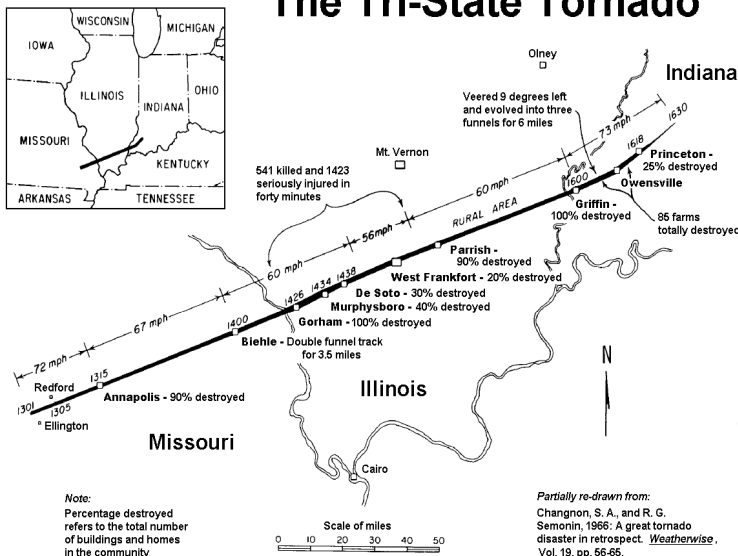 The Tri-State Tornado
WISCONSIN
MICHIGAN
IOWA
ILLINOIS
INDIANA
OHIO
MISSOURI
KENTUCKY
ARKANSAS
TENNESSEE
Olney
Indiana
Veered 9 degrees left
and evolved into three
funnels for 6 miles
73 mph
1630
1618
Mt. Vernon
541 killed and 1423
seriously injured in
forty minutes
Princeton -
25% destroyed
Owensville
1600
Griffin -
100% destroyed
85 farms
totally destroyed
60 mph
RURAL AREA
56 mph
Parrish -
90% destroyed
60 mph
West Frankfort - 20% destroyed
1438
De Soto - 30% destroyed
1434
Murphysboro - 40% destroyed
1426
Gorham - 100% destroyed
67 mph
1400
Biehle - Double funnel track
for 3.5 miles
72 mph
1315
Annapolis - 90% destroyed
Redford
1301
1305
Ellington
Illinois
N
Missouri
Cairo
Note:
Percentage destroyed
refers to the total number
of buildings and homes
in the community
Scale of miles
0 10 20 30 40 50
Partially re-drawn from:
Changnon, S. A., and R. G.
Semonin, 1966: A great tornado
disaster in retrospect. Weatherwise,
Vol. 19, pp. 56-65.